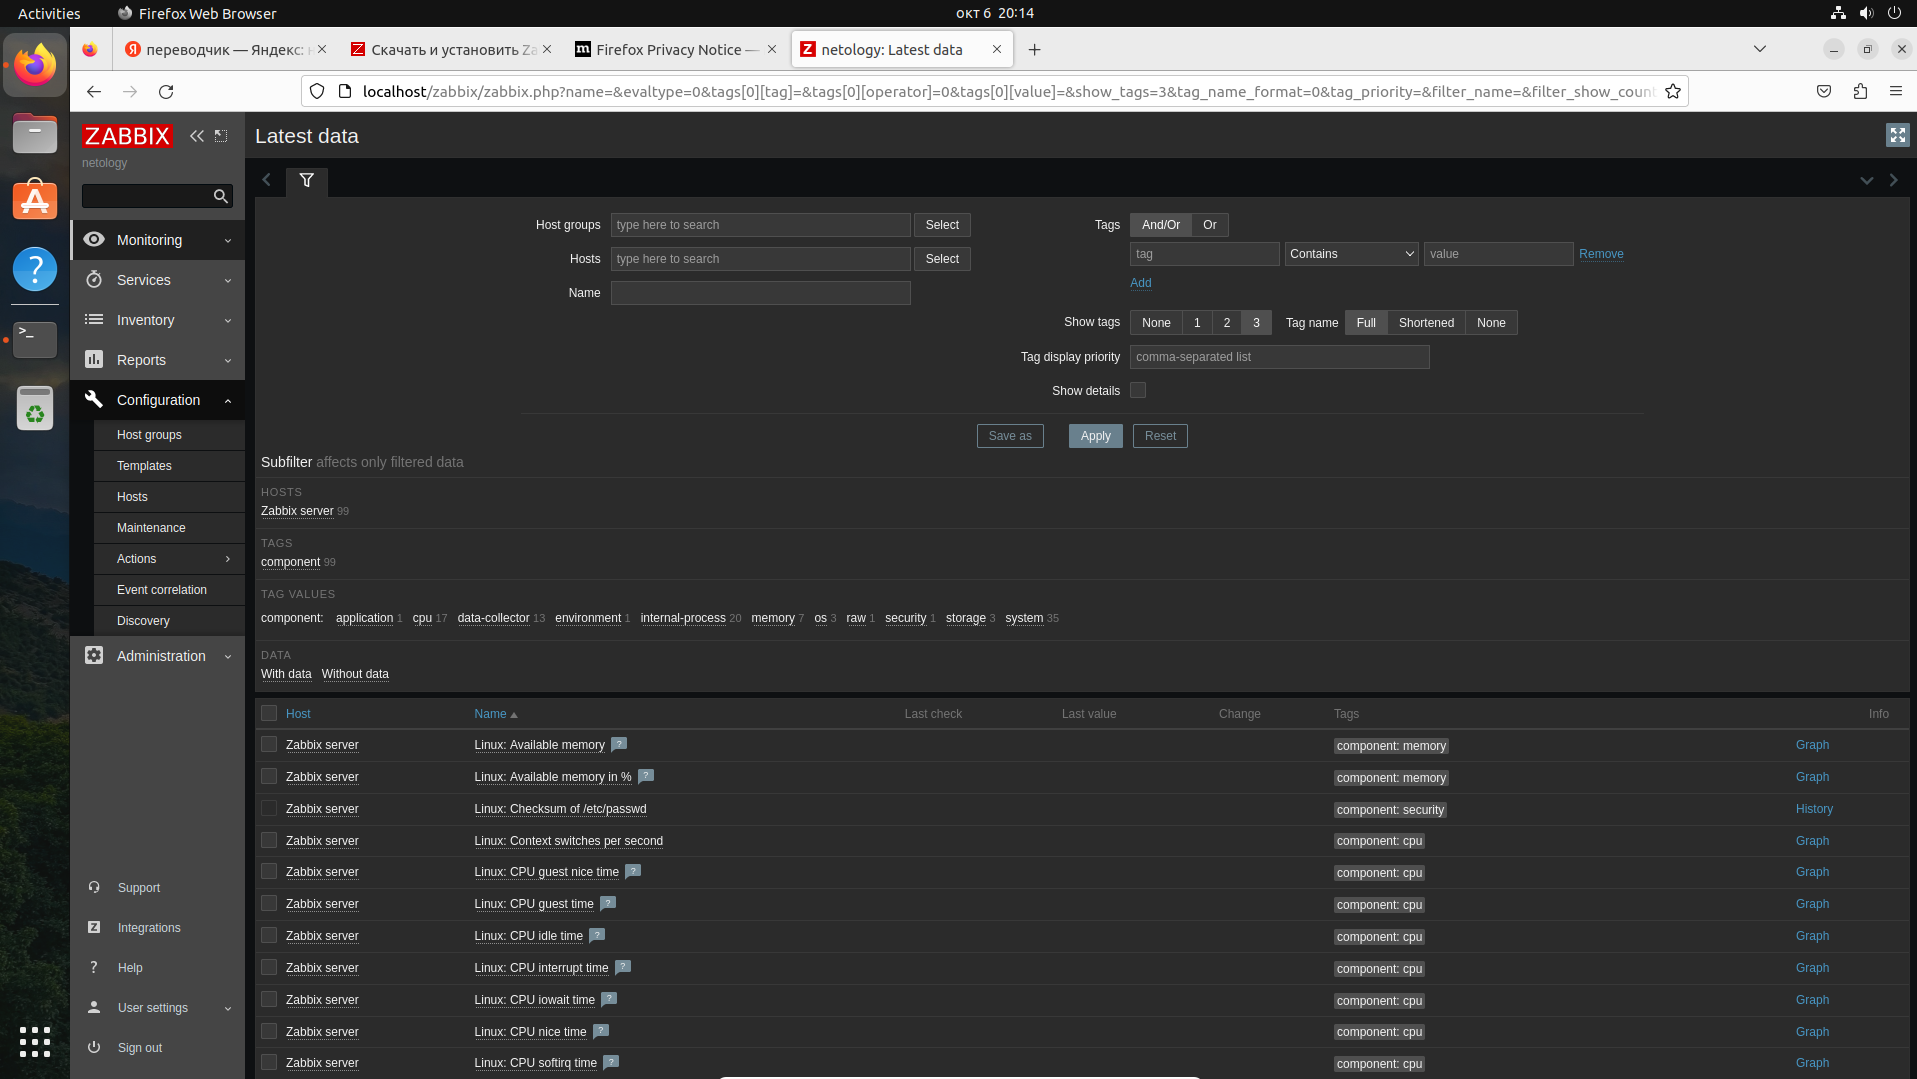 Activities
Firefox Web Browser
окт 6 20:14
переводчик — Яндекс: н
Скачать и установить Za
Firefox Privacy Notice —
netology: Latest data
localhost/zabbix/zabbix.php?name=&evaltype=0&tags[0][tag]=&tags[0][operator]=0&tags[0][value]=&show_tags=3&tag_name_format=0&tag_priority=&filter_name=&filter_show_coun
ZABBIX
netology
Monitoring
Services
Inventory
Reports
Configuration
Host groups
Templates
Hosts
Maintenance
Actions
Event correlation
Discovery
Administration
Support
Integrations
Help
User settings
Sign out
Latest data
Host groups type here to search Select
Hosts type here to search Select
Name
Tags And/Or Or
tag Contains value Remove
Add
Show tags None 1 2 3 Tag name Full Shortened None
Tag display priority comma-separated list
Show details
Save as Apply Reset
Subfilter affects only filtered data
HOSTS
Zabbix server 99
TAGS
component 99
TAG VALUES
component: application 1 cpu 17 data-collector 13 environment 1 internal-process 20 memory 7 os 3 raw 1 security 1 storage 3 system 35
DATA
With data Without data
Host Name Last check Last value Change Tags Info
Zabbix server Linux: Available memory ? component: memory Graph
Zabbix server Linux: Available memory in % ? component: memory Graph
Zabbix server Linux: Checksum of /etc/passwd component: security History
Zabbix server Linux: Context switches per second component: cpu Graph
Zabbix server Linux: CPU guest nice time ? component: cpu Graph
Zabbix server Linux: CPU guest time ? component: cpu Graph
Zabbix server Linux: CPU idle time ? component: cpu Graph
Zabbix server Linux: CPU interrupt time ? component: cpu Graph
Zabbix server Linux: CPU iowait time ? component: cpu Graph
Zabbix server Linux: CPU nice time ? component: cpu Graph
Zabbix server Linux: CPU softirq time ? component: cpu Graph